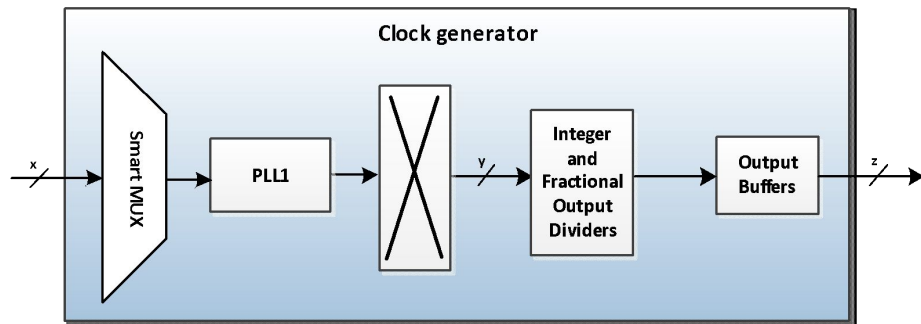 Clock generator
x
Smart MUX
PLL1
y
Integer
and
Fractional
Output
Dividers
Output
Buffers
z